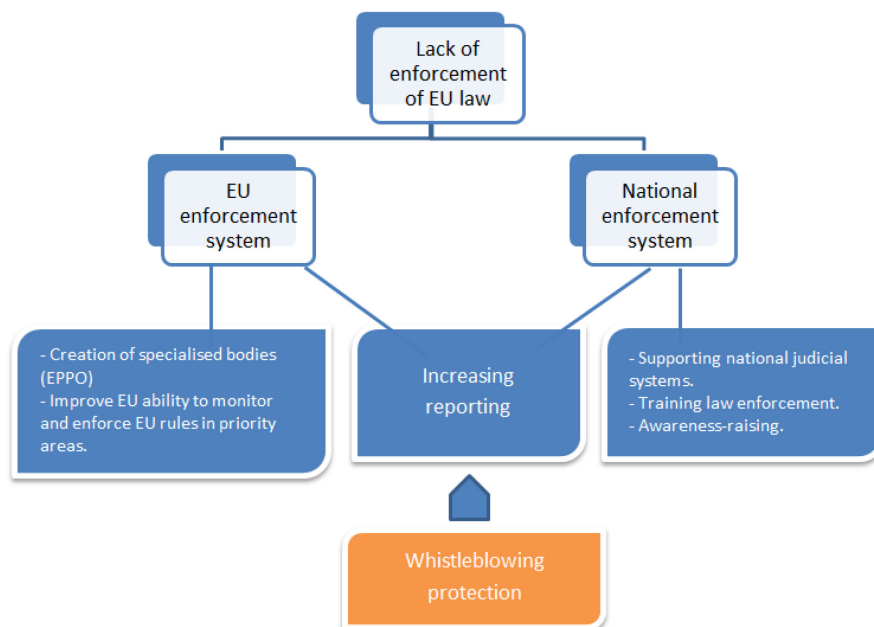 Lack of
enforcement
of EU law
EU
enforcement
system
National
enforcement
system
- Creation of specialised bodies
(EPPO)
- Improve EU ability to monitor
and enforce EU rules in priority
areas.
Increasing
reporting
- Supporting national judicial
systems.
- Training law enforcement.
- Awareness-raising.
Whistleblowing
protection